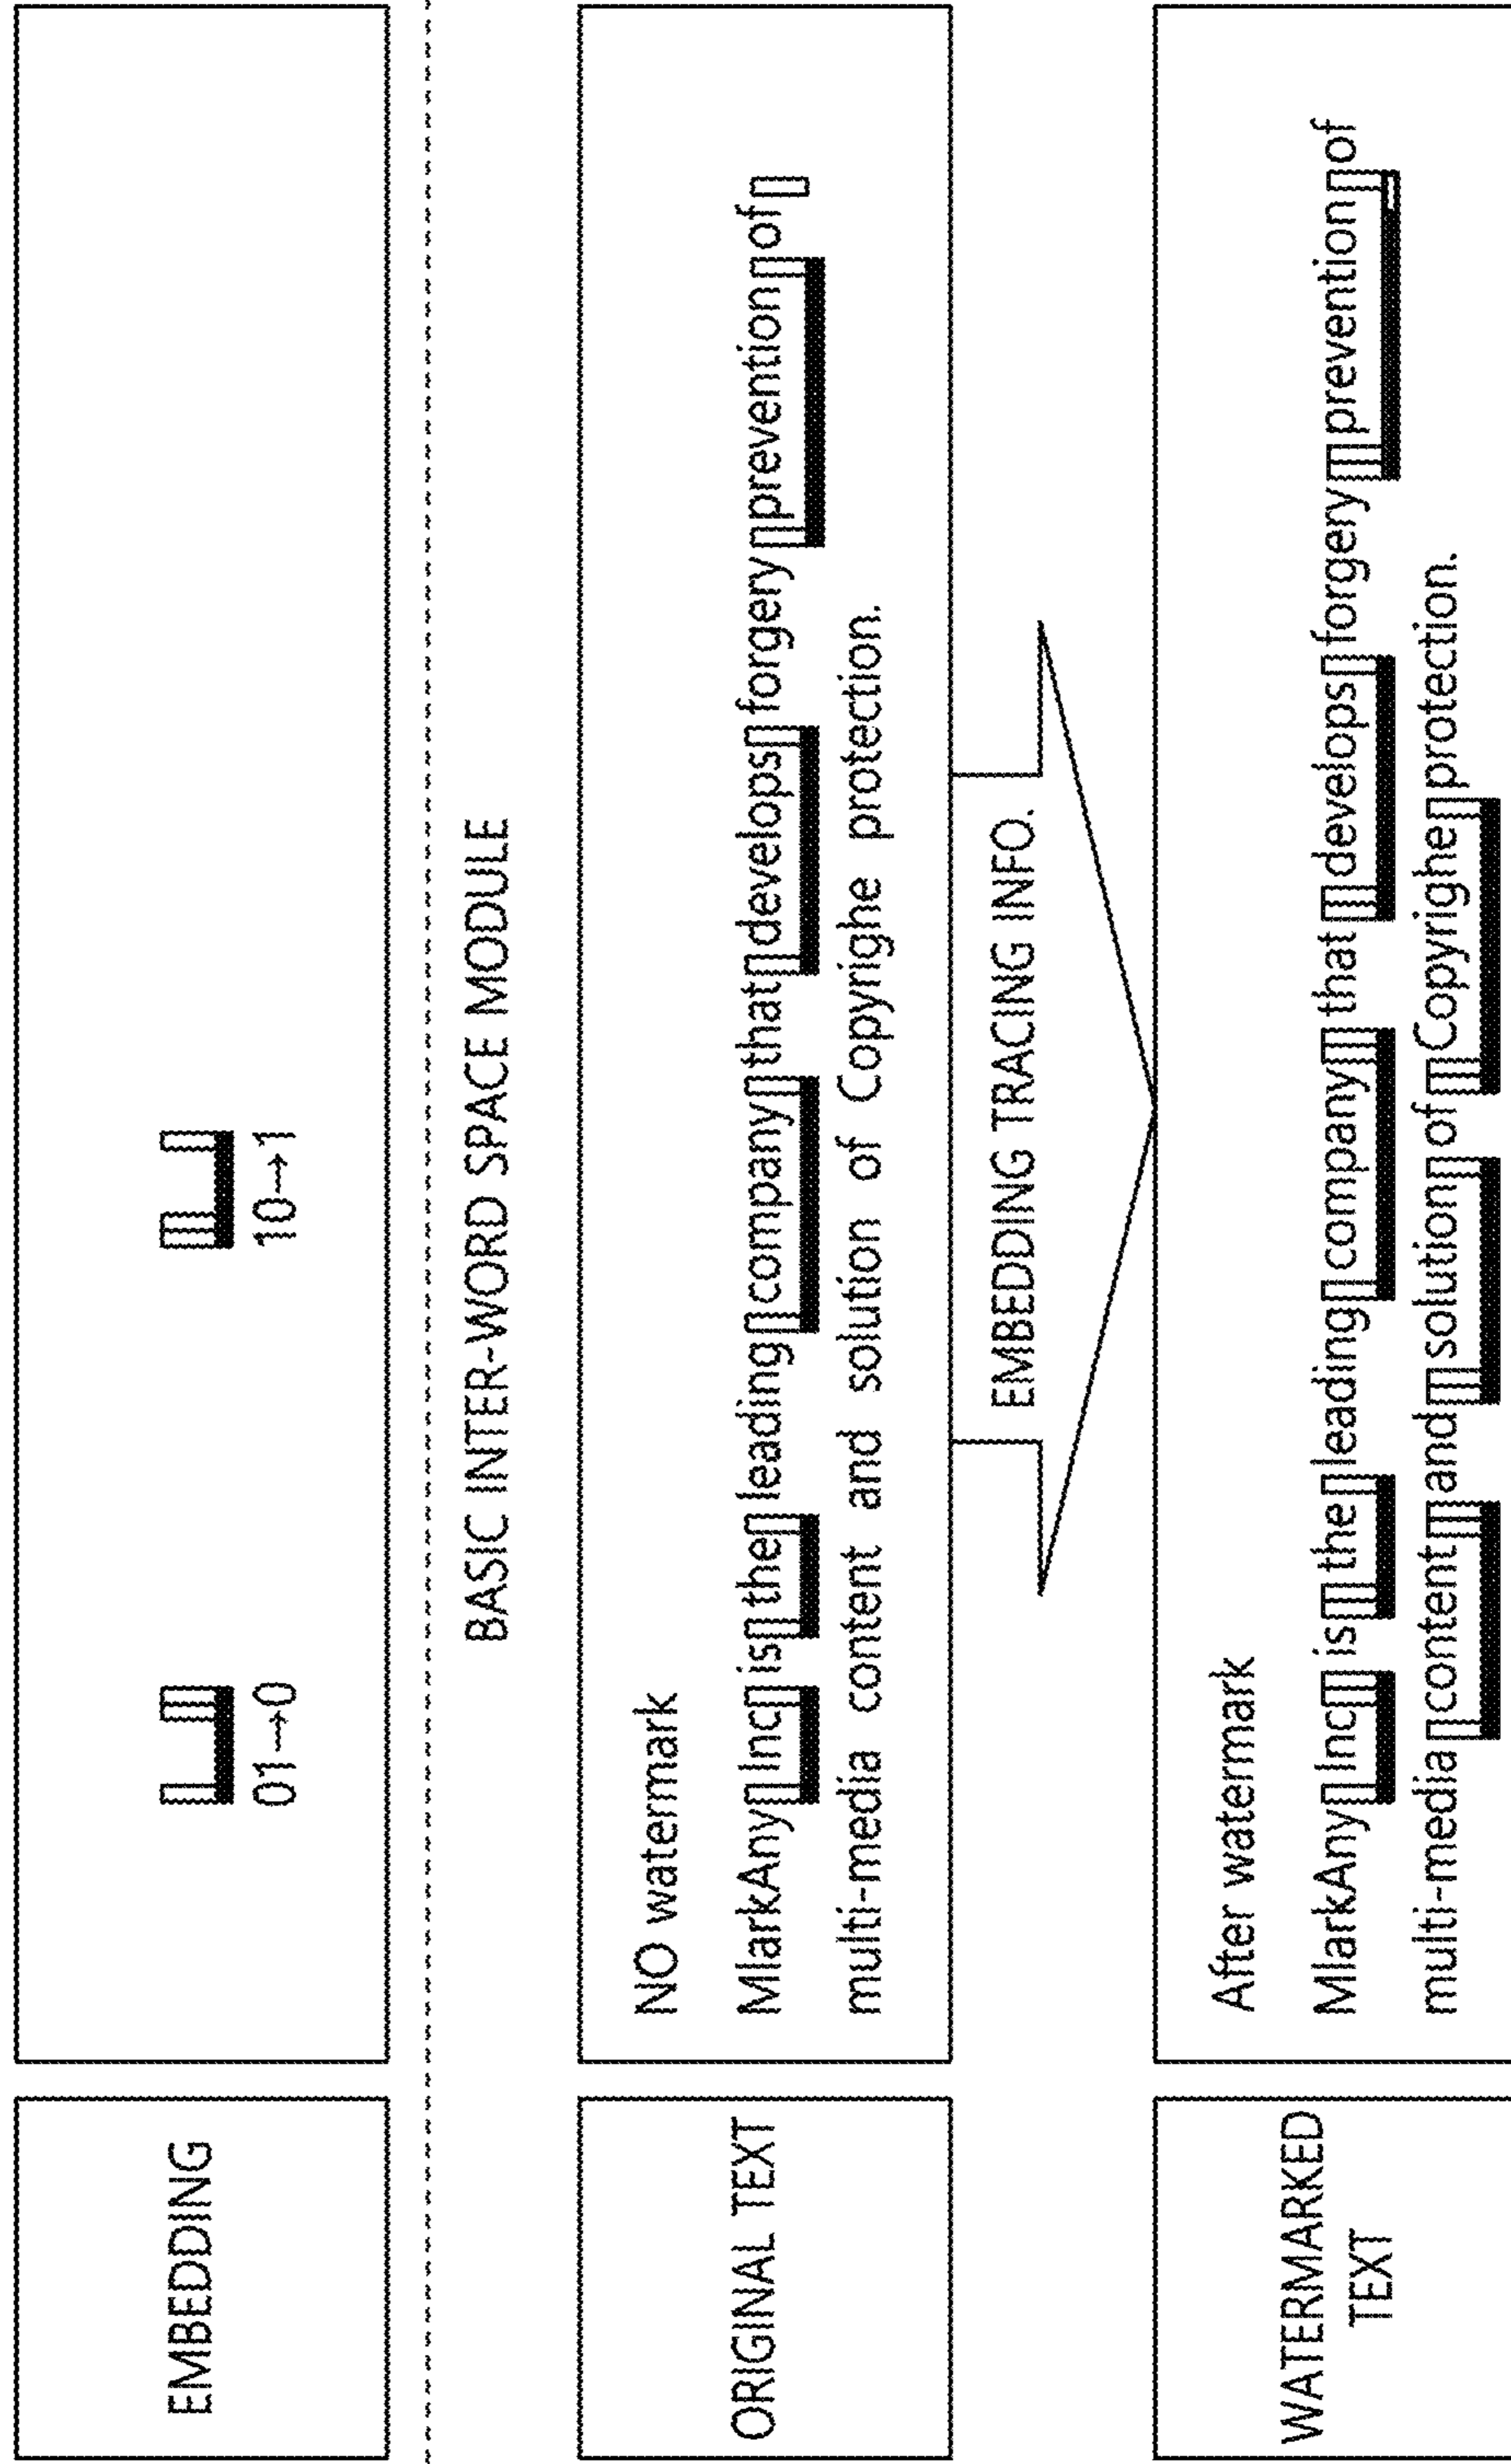 EMBEDDING
01→0
10→1
BASIC INTER-WORD SPACE MODULE
ORIGINAL TEXT
NO watermark
MlarkAny Inc is the leading company that develops forgery prevention of
multi-media content and solution of Copyrighe protection.
EMBEDDING TRACING INFO.
WATERMARKED
TEXT
After watermark
MlarkAny Inc is the leading company that develops forgery prevention of
multi-media content and solution of Copyrighe protection.